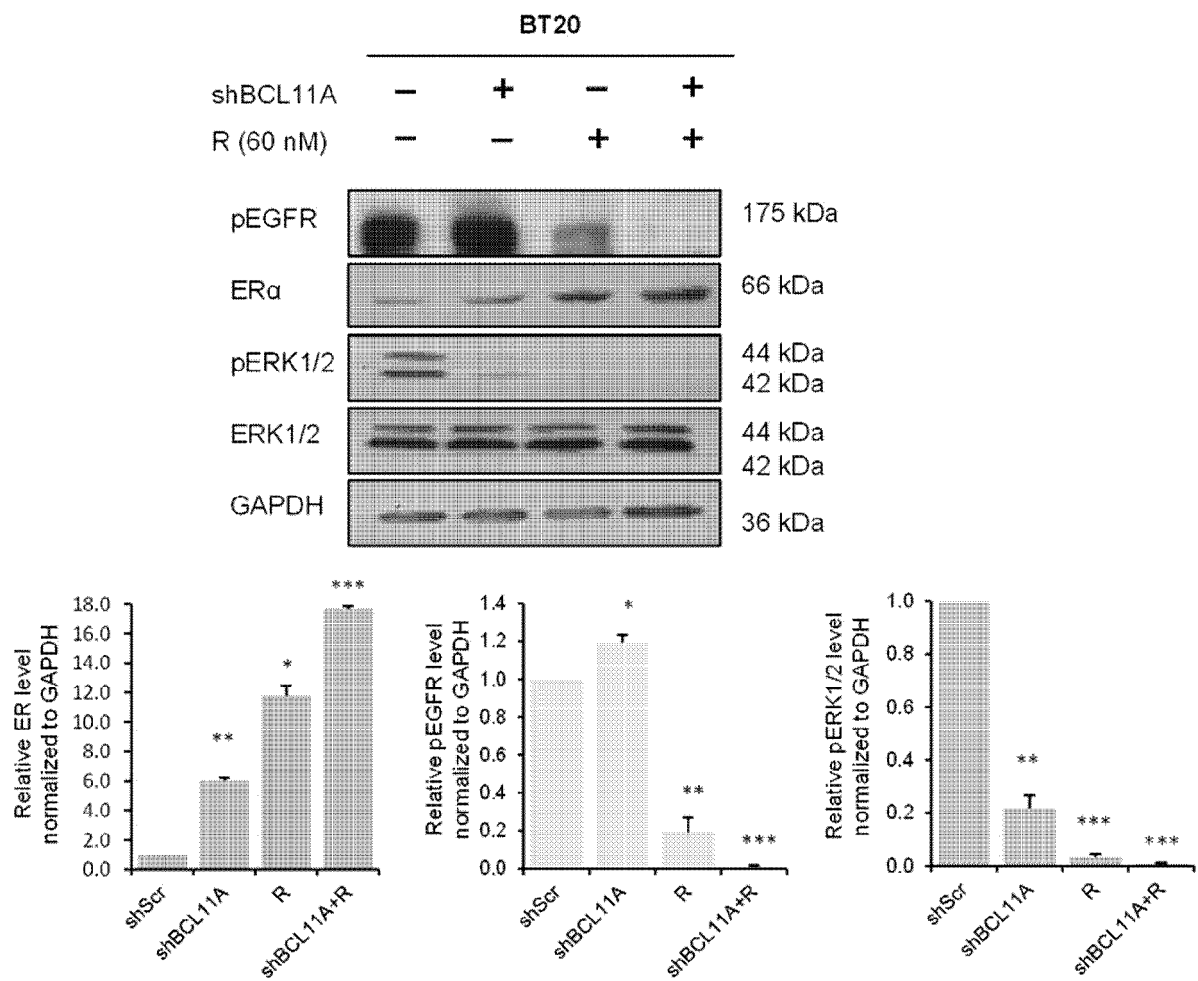 BT20
shBCL11A − + − +
R (60 nM) − − + +
pEGFR 175 kDa
ERα 66 kDa
pERK1/2 44 kDa
42 kDa
ERK1/2 44 kDa
42 kDa
GAPDH 36 kDa
Relative ER level
normalized to GAPDH
18.0
16.0
14.0
12.0
10.0
8.0
6.0
4.0
2.0
0.0
**
*
***
shScr
shBCL11A
R
shBCL11A+R
Relative pEGFR level
normalized to GAPDH
1.4
1.2
1.0
0.8
0.6
0.4
0.2
0.0
*
**
***
shScr
shBCL11A
R
shBCL11A+R
Relative pERK1/2 level
normalized to GAPDH
1.0
0.8
0.6
0.4
0.2
0.0
**
***
***
shScr
shBCL11A
R
shBCL11A+R